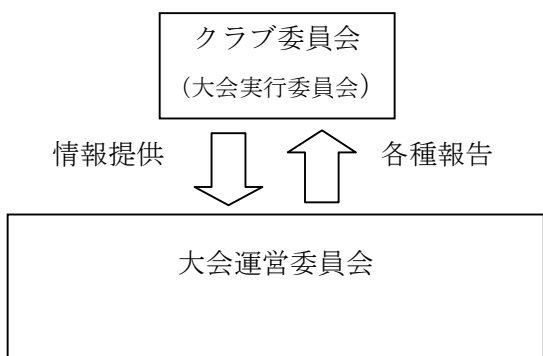 クラブ委員会
（大会実行委員会）
情報提供
各種報告
大会運営委員会